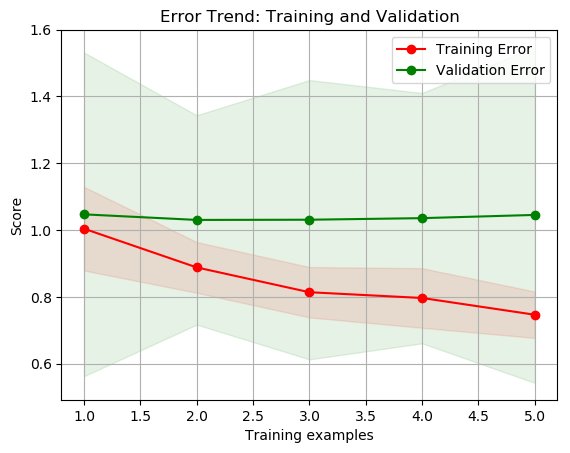 Error Trend: Training and Validation
Training Error
Validation Error
Score
1.6
1.4
1.2
1.0
0.8
0.6
1.0 1.5 2.0 2.5 3.0 3.5 4.0 4.5 5.0
Training examples